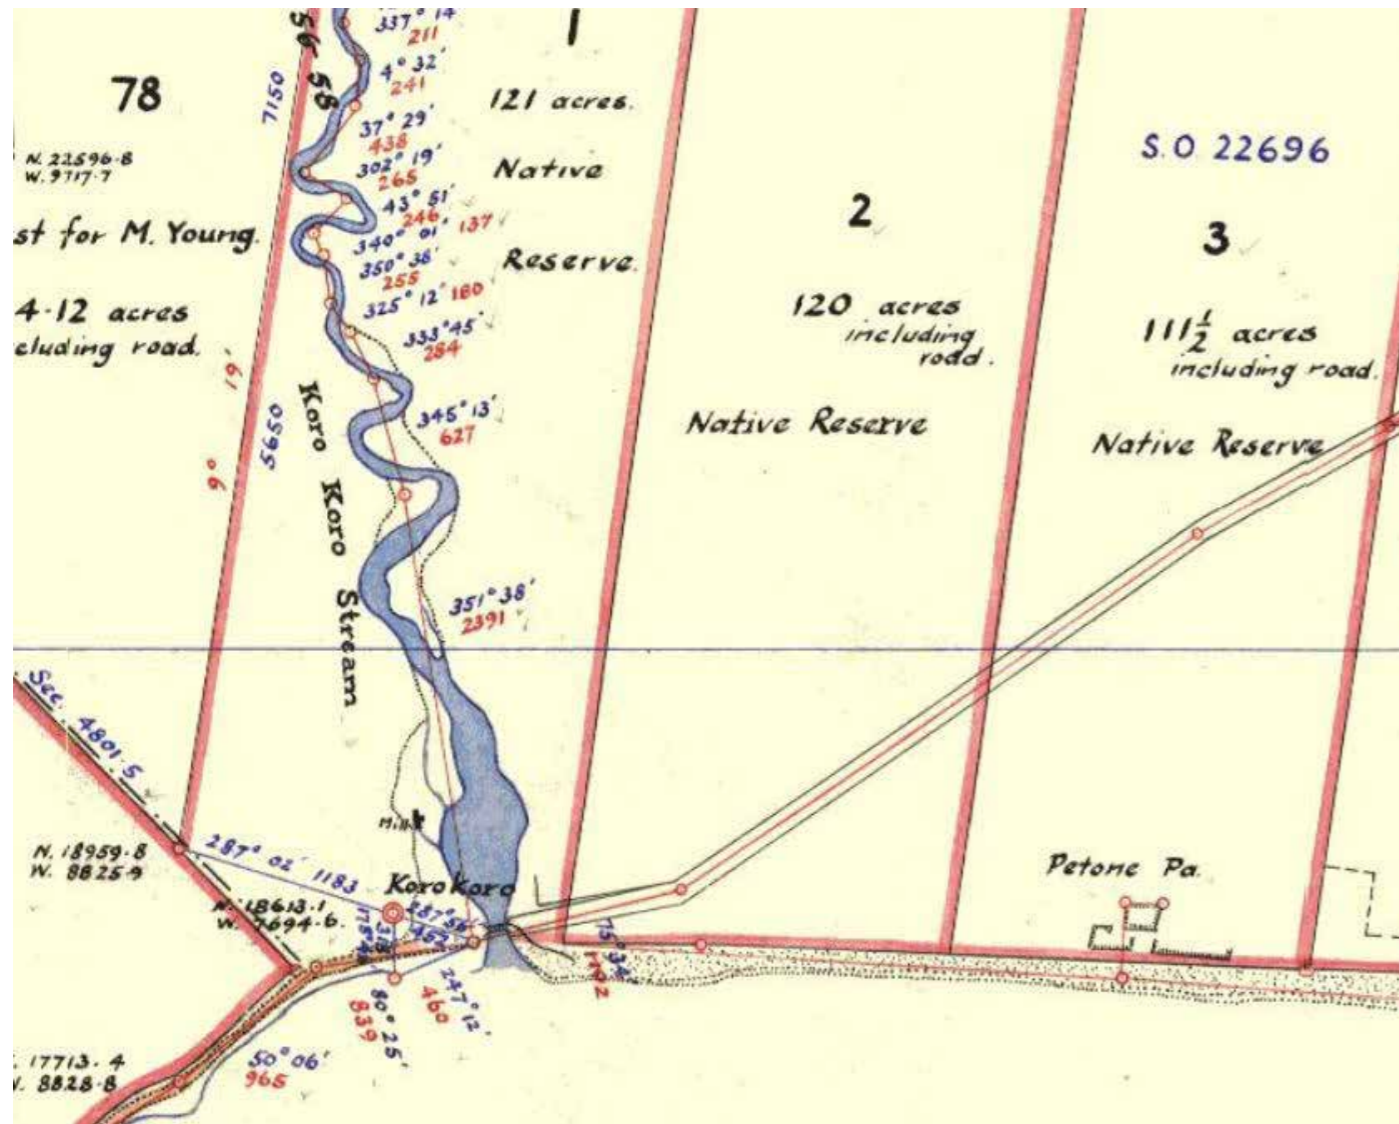 56 58
337° 14'
211
1
4° 32'
241
78
7150
121 acres.
37° 29'
438
S.O 22696
N. 22596·8
W. 9717·7
302° 19'
265
Native
43° 51'
246
137
2
st for M. Young.
340° 01'
3
350° 38'
255
Reserve.
325° 12' 180
4·12 acres
cluding road.
333° 45'
284
120 acres
including
road.
111½ acres
including road.
9° 19'
5650
345° 13'
627
Native Reserve
Native Reserve
Koro Koro Stream
351° 38'
2391
Sec. 4801·5
Mill
N. 18959·8
W. 8825·9
287° 02' 1183
Korokoro
Petone Pa.
N. 18613·1
W. 7694·6.
287° 56'
452
318
75° 34'
1192
247° 12'
460
80° 25'
839
50° 06'
965
17713·4
W. 8828·8